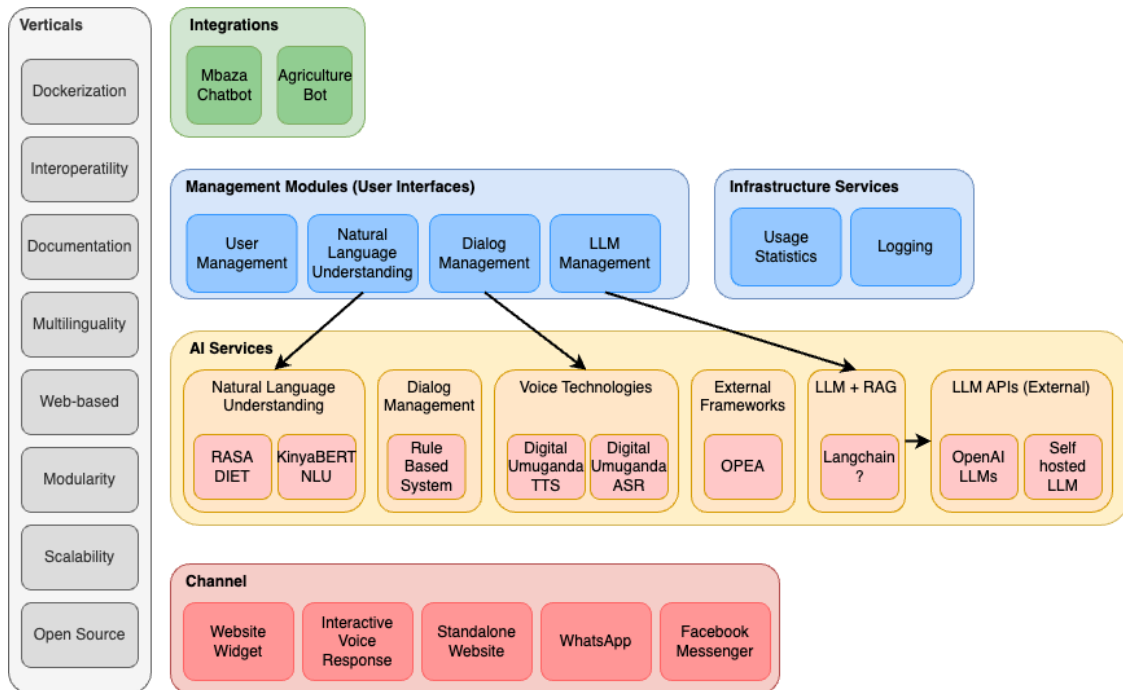 Verticals
Dockerization
Interoperatility
Documentation
Multilinguality
Web-based
Modularity
Scalability
Open Source
Integrations
Mbaza
Chatbot
Agriculture
Bot
Management Modules (User Interfaces)
User
Management
Natural
Language
Understanding
Dialog
Management
LLM
Management
Infrastructure Services
Usage
Statistics
Logging
AI Services
Natural Language
Understanding
RASA
DIET
KinyaBERT
NLU
Dialog
Management
Rule
Based
System
Voice Technologies
Digital
Umuganda
TTS
Digital
Umuganda
ASR
External
Frameworks
OPEA
LLM + RAG
Langchain
?
LLM APIs (External)
OpenAI
LLMs
Self
hosted
LLM
Channel
Website
Widget
Interactive
Voice
Response
Standalone
Website
WhatsApp
Facebook
Messenger